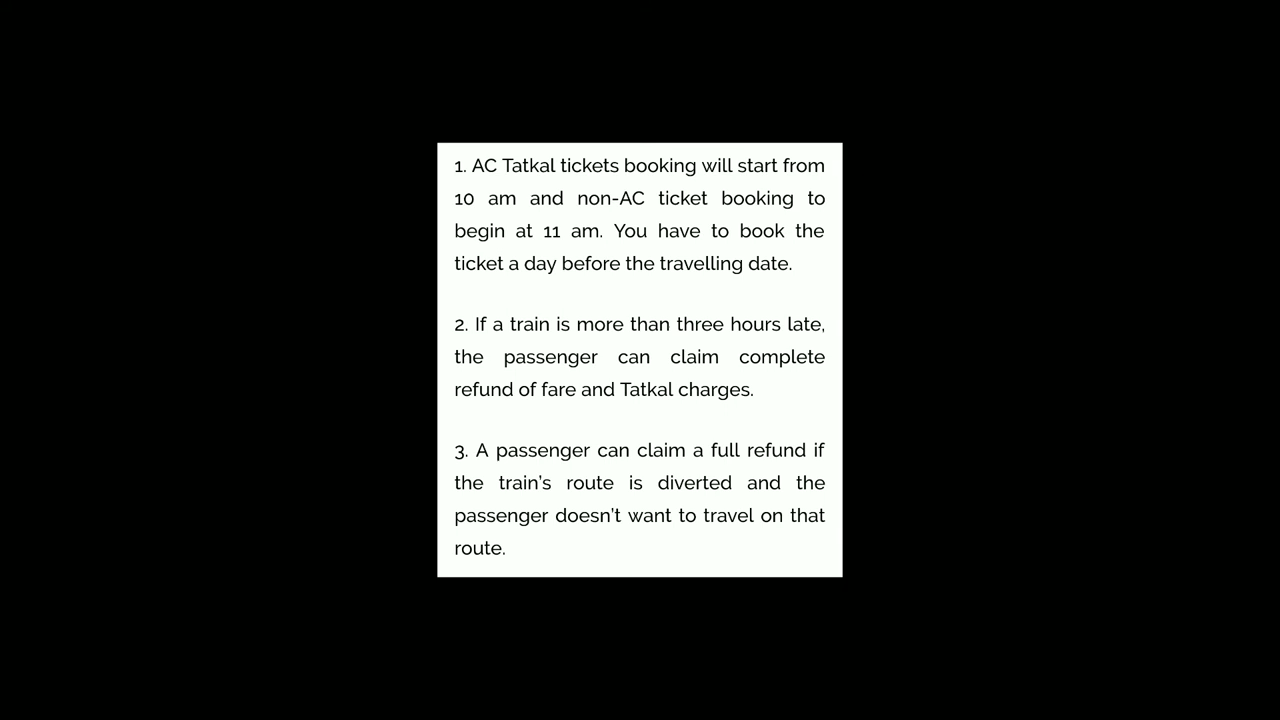 1. AC Tatkal tickets booking will start from
10 am and non-AC ticket booking to
begin at 11 am. You have to book the
ticket a day before the travelling date.
2. If a train is more than three hours late,
the passenger can claim complete
refund of fare and Tatkal charges.
3. A passenger can claim a full refund if
the train's route is diverted and the
passenger doesn't want to travel on that
route.